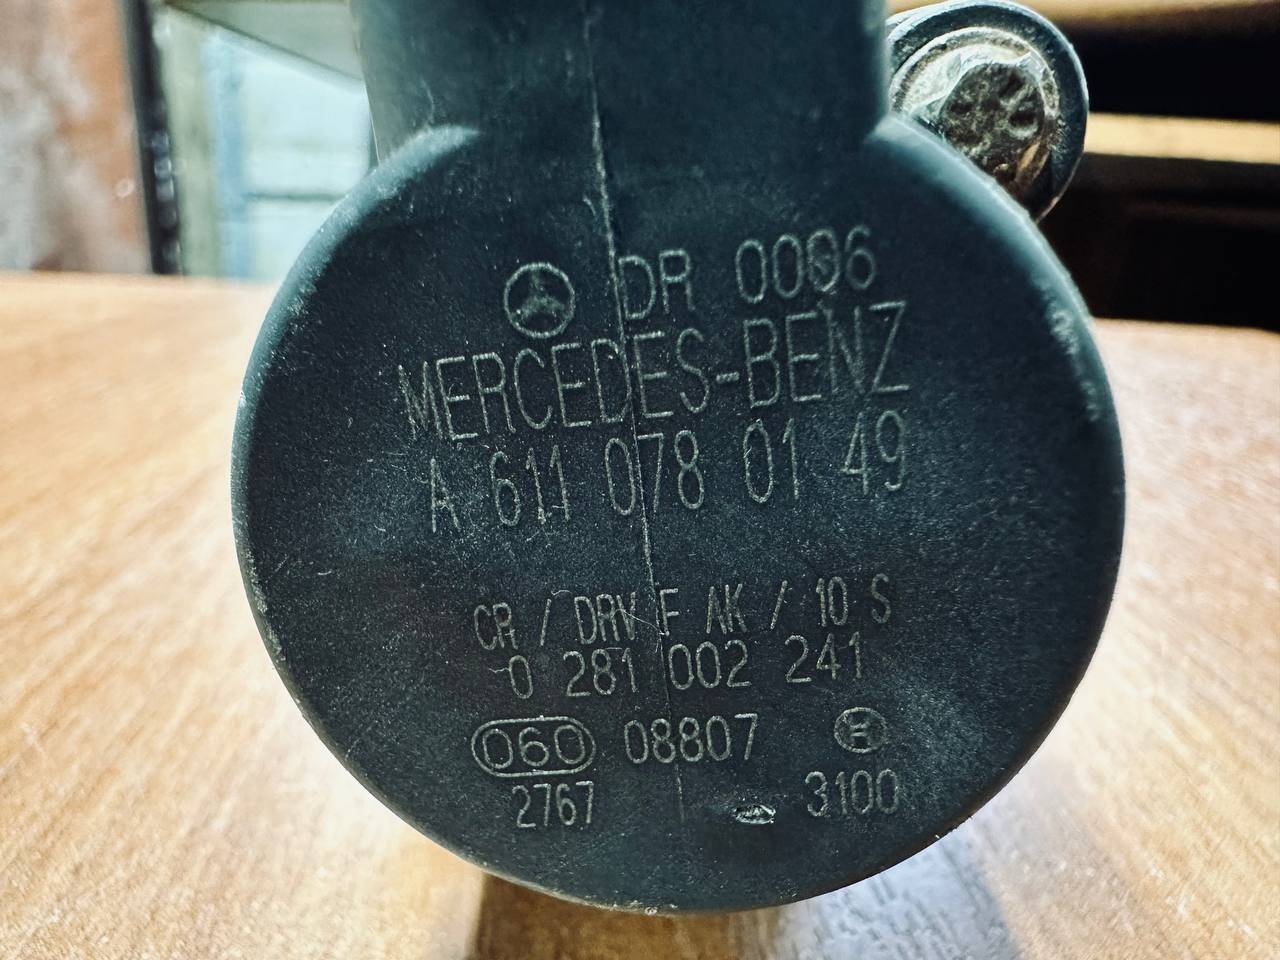 DR 0006
MERCEDES-BENZ
A 611 078 01 49
CR / DRV F AK / 10 S
0 281 002 241
060 08807 H
2767 3100